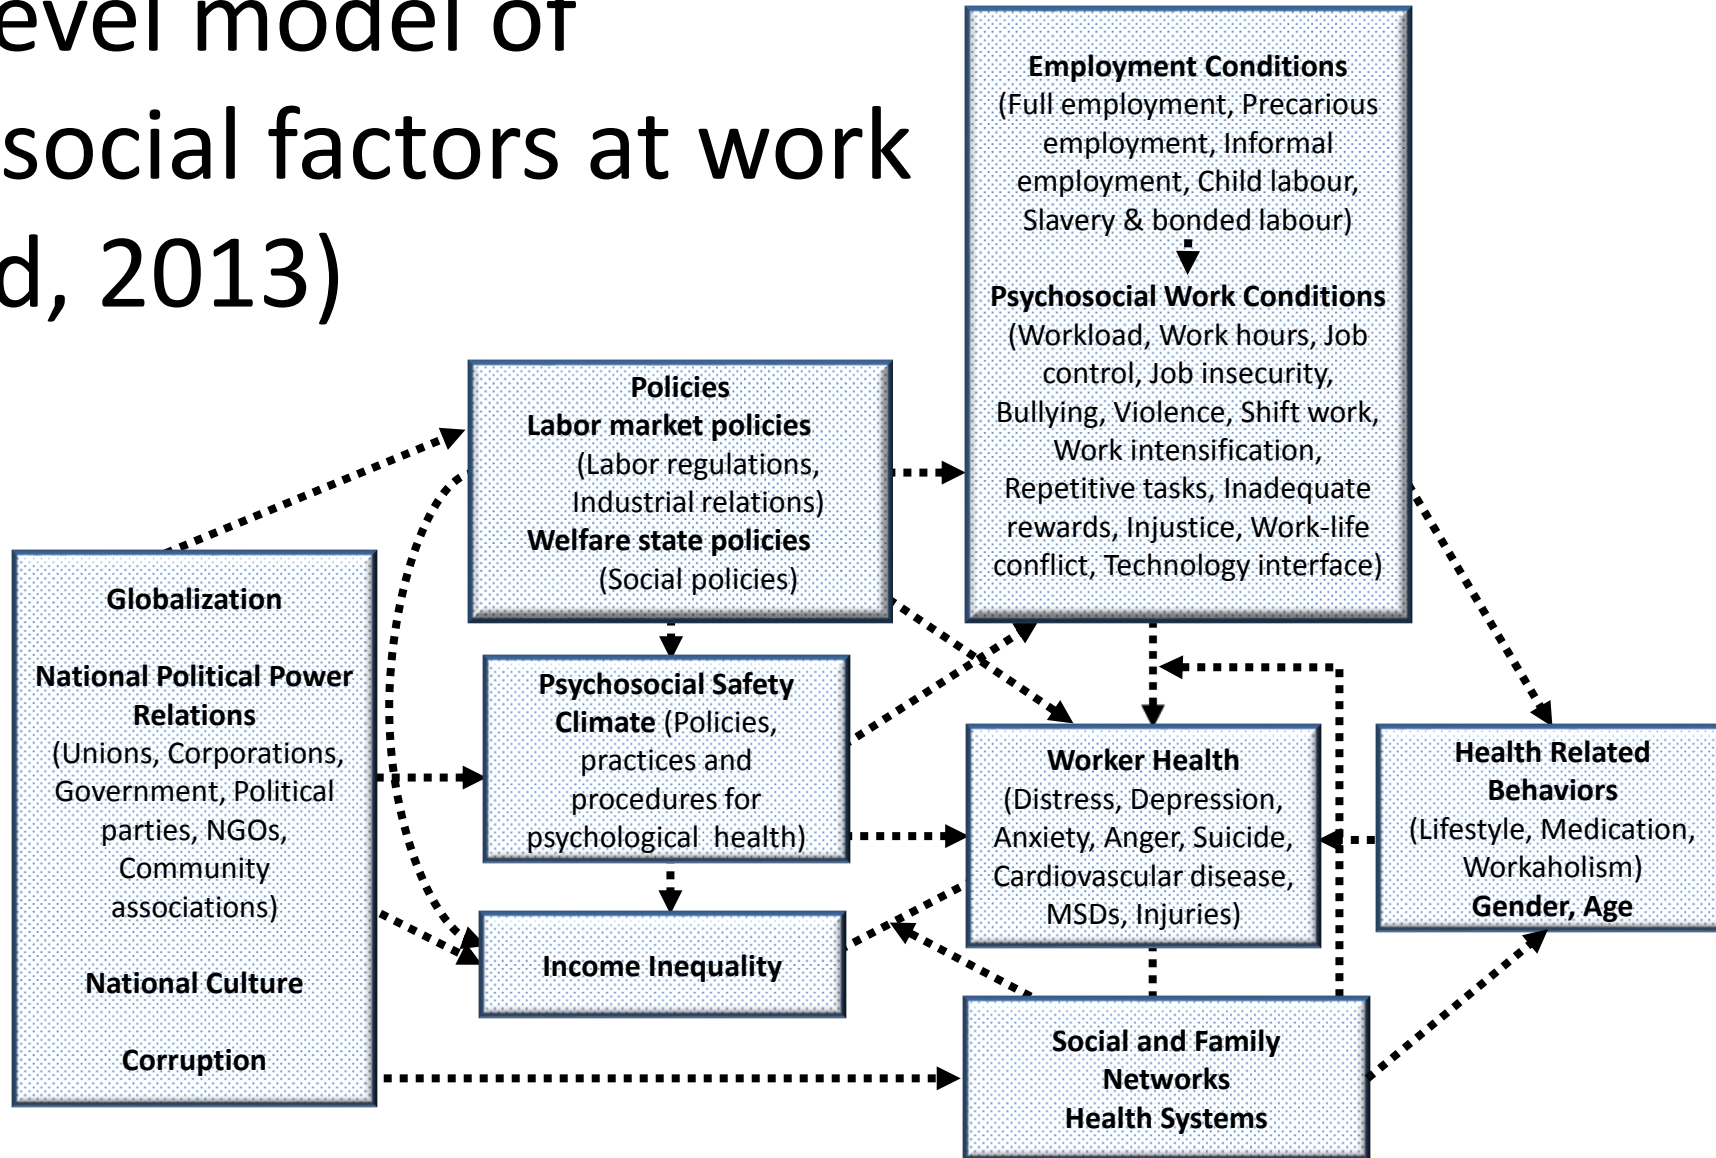 evel model of
social factors at work
d, 2013)
Employment Conditions
(Full employment, Precarious
employment, Informal
employment, Child labour,
Slavery & bonded labour)
Psychosocial Work Conditions
(Workload, Work hours, Job
control, Job insecurity,
Bullying, Violence, Shift work,
Work intensification,
Repetitive tasks, Inadequate
rewards, Injustice, Work-life
conflict, Technology interface)
Policies
Labor market policies
(Labor regulations,
Industrial relations)
Welfare state policies
(Social policies)
Globalization
National Political Power
Relations
(Unions, Corporations,
Government, Political
parties, NGOs,
Community
associations)
National Culture
Corruption
Psychosocial Safety
Climate (Policies,
practices and
procedures for
psychological health)
Income Inequality
Worker Health
(Distress, Depression,
Anxiety, Anger, Suicide,
Cardiovascular disease,
MSDs, Injuries)
Health Related
Behaviors
(Lifestyle, Medication,
Workaholism)
Gender, Age
Social and Family
Networks
Health Systems